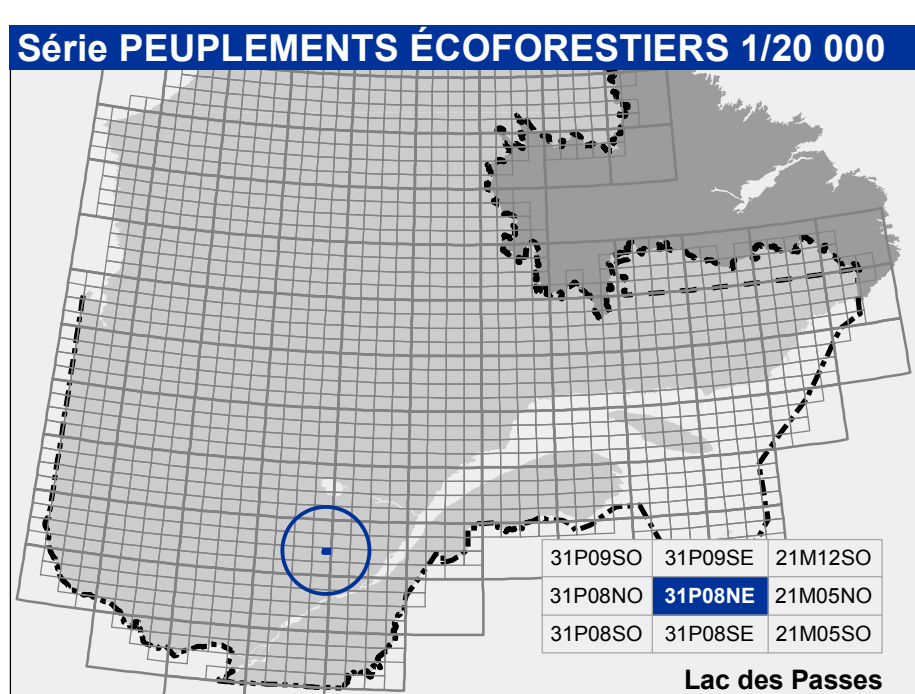 Série PEUPLEMENTS ÉCOFORESTIERS 1/20 000
31P09SO 31P09SE 21M12SO
31P08NO 31P08NE 21M05NO
31P08SO 31P08SE 21M05SO
Lac des Passes